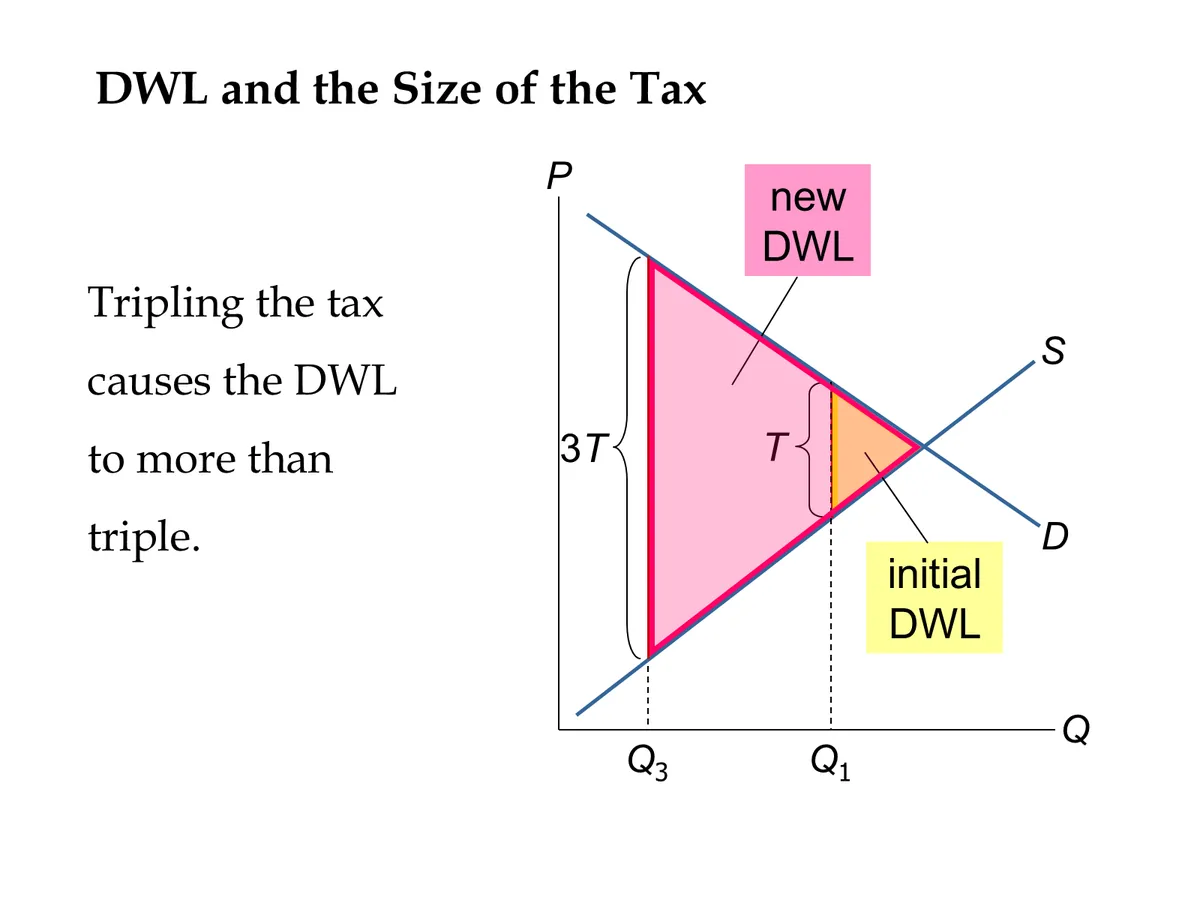 DWL and the Size of the Tax
Tripling the tax
causes the DWL
to more than
triple.
P
new
DWL
S
3T
T
D
initial
DWL
Q
Q₃
Q₁